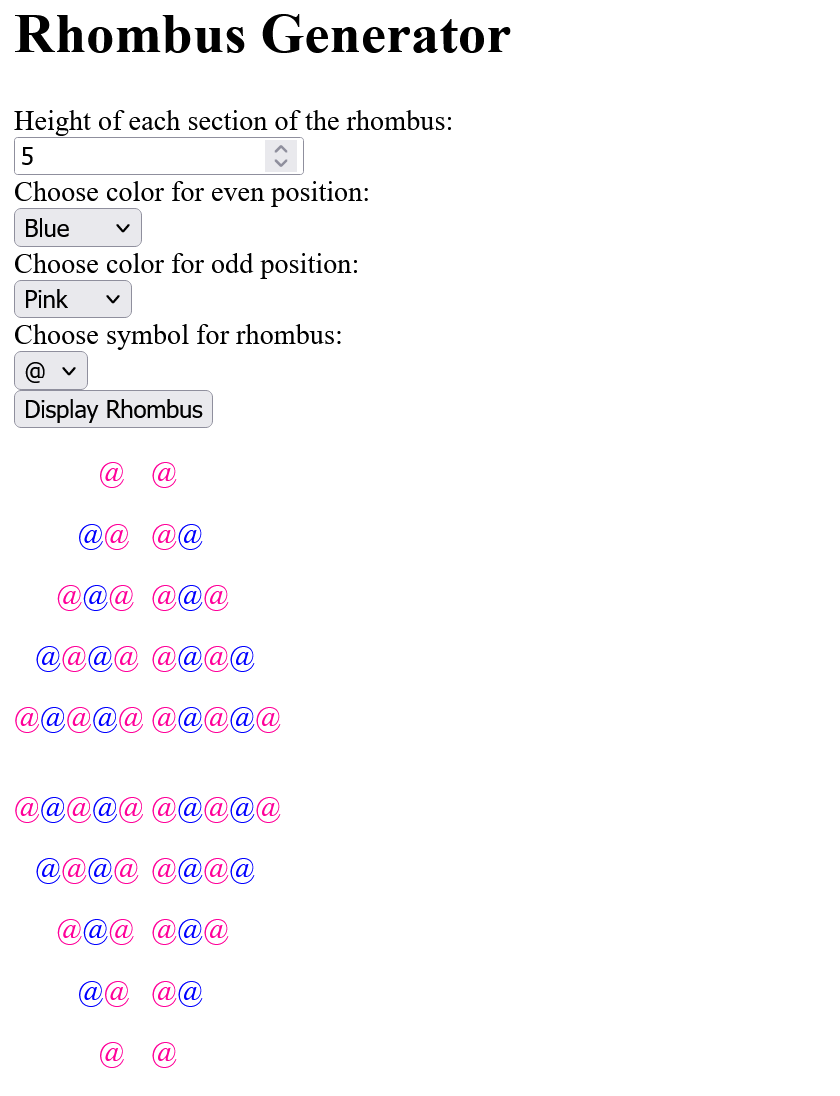 Rhombus Generator
Height of each section of the rhombus:
5
Choose color for even position:
Blue
Choose color for odd position:
Pink
Choose symbol for rhombus:
@
Display Rhombus
@ @
@@ @@
@@@ @@@
@@@@ @@@@
@@@@@ @@@@@
@@@@@ @@@@@
@@@@ @@@@
@@@ @@@
@@ @@
@ @